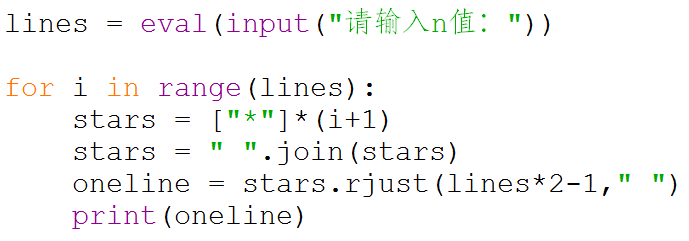 lines = eval(input("请输入n值："))

for i in range(lines):
    stars = ["*"]*(i+1)
    stars = " ".join(stars)
    oneline = stars.rjust(lines*2-1," ")
    print(oneline)